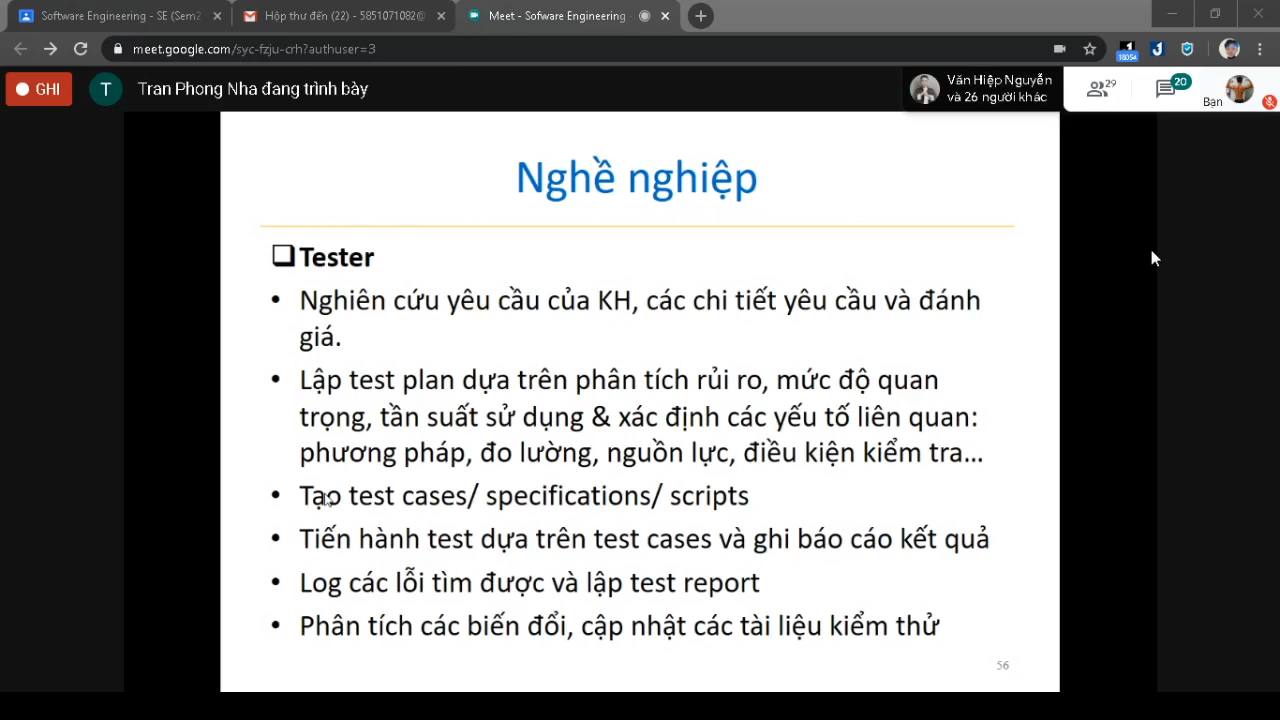 Software Engineering - SE (Sem2
Hộp thư đến (22) - 5851071082@
Meet - Sofware Engineering
meet.google.com/syc-fzju-crh?authuser=3
18054
GHI
T
Tran Phong Nha đang trình bày
Văn Hiệp Nguyễn
và 26 người khác
29
20
Bạn
Nghề nghiệp
Tester
• Nghiên cứu yêu cầu của KH, các chi tiết yêu cầu và đánh
giá.
• Lập test plan dựa trên phân tích rủi ro, mức độ quan
trọng, tần suất sử dụng & xác định các yếu tố liên quan:
phương pháp, đo lường, nguồn lực, điều kiện kiểm tra...
• Tạo test cases/ specifications/ scripts
• Tiến hành test dựa trên test cases và ghi báo cáo kết quả
• Log các lỗi tìm được và lập test report
• Phân tích các biến đổi, cập nhật các tài liệu kiểm thử
56